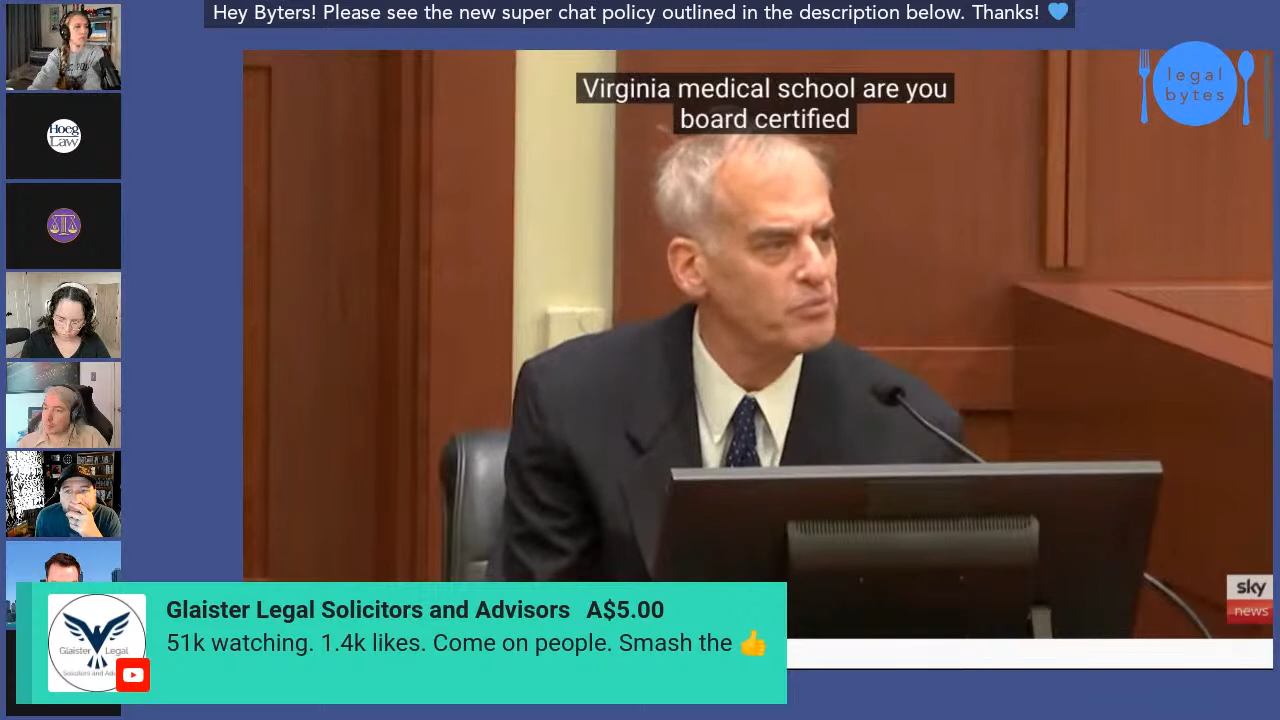 Hey Byters! Please see the new super chat policy outlined in the description below. Thanks! 💙
legal
bytes
Virginia medical school are you
board certified
Hoeg
Law
sky
news
Glaister Legal Solicitors and Advisors A$5.00
51k watching. 1.4k likes. Come on people. Smash the 👍
Glaister Legal